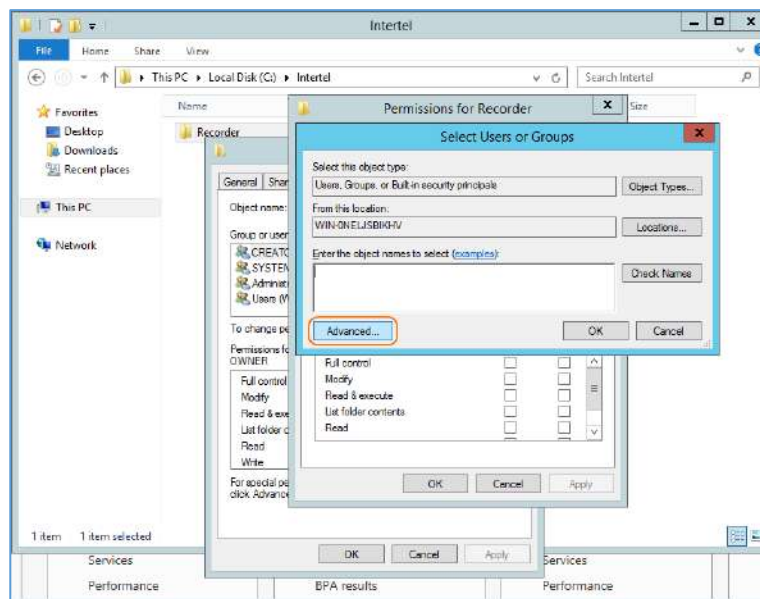 Intertel
File Home Share View
This PC Local Disk (C:) Intertel
Search Intertel
Favorites
Desktop
Downloads
Recent places
This PC
Network
Name
Size
Recorder
General Shar
Object name:
Group or user
CREATO
SYSTEM
Administ
Users (W
To change pe
Permissions fo
OWNER
Full control
Modify
Read & exe
List folder c
Read
Write
For special pe
click Advance
OK Cancel Apply
Permissions for Recorder
Select Users or Groups
Select this object type:
Users, Groups, or Built-in security principals
Object Types...
From this location:
WIN-0NELJSBIKHV
Locations...
Enter the object names to select (examples):
Check Names
Advanced...
OK Cancel
Full control
Modify
Read & execute
List folder contents
Read
OK Cancel Apply
1 item 1 item selected
Services
Performance
BPA results
Services
Performance